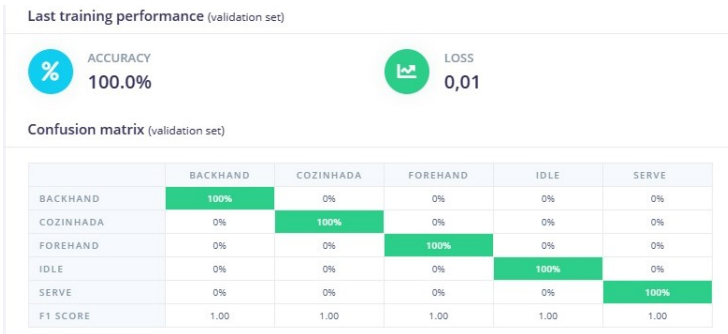 Last training performance (validation set)
% ACCURACY
100.0%
LOSS
0,01
Confusion matrix (validation set)
BACKHAND COZINHADA FOREHAND IDLE SERVE
BACKHAND 100% 0% 0% 0% 0%
COZINHADA 0% 100% 0% 0% 0%
FOREHAND 0% 0% 100% 0% 0%
IDLE 0% 0% 0% 100% 0%
SERVE 0% 0% 0% 0% 100%
F1 SCORE 1.00 1.00 1.00 1.00 1.00